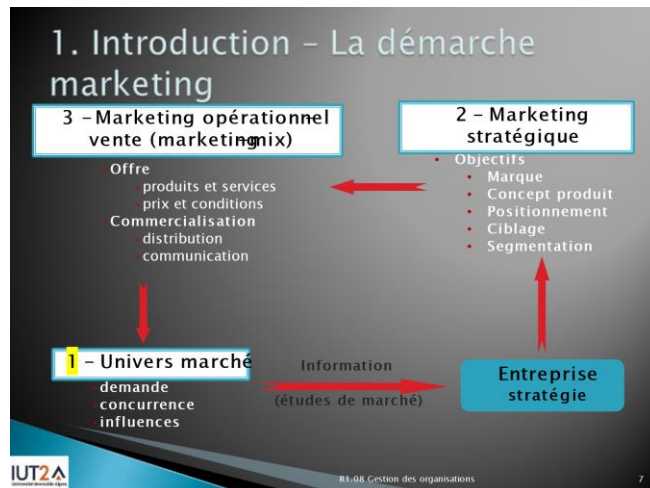 1. Introduction – La démarche
marketing
3 – Marketing opérationnel –
vente (marketing-mix)
Offre
produits et services
prix et conditions
Commercialisation
distribution
communication
2 – Marketing
stratégique
Objectifs
Marque
Concept produit
Positionnement
Ciblage
Segmentation
1 – Univers marché
demande
concurrence
influences
Information
(études de marché)
Entreprise
stratégie
IUT2A
R1.08 Gestion des organisations
7